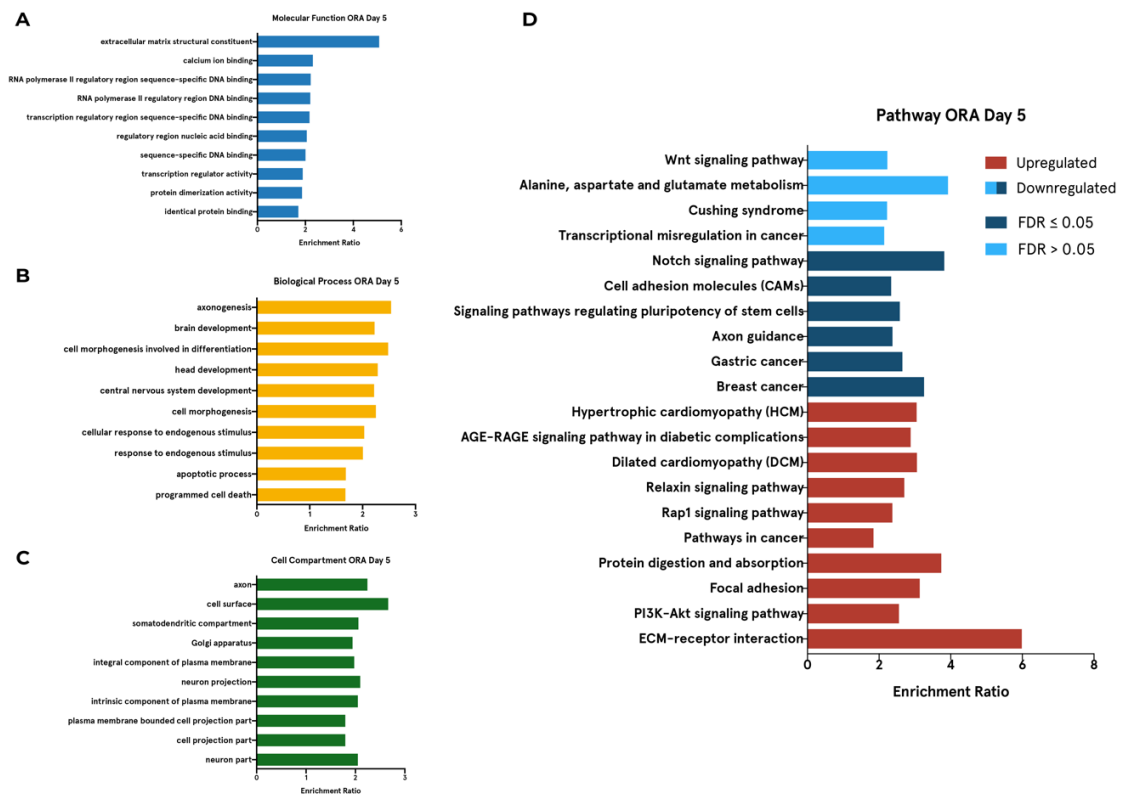 A
Molecular Function ORA Day 5
extracellular matrix structural constituent
calcium ion binding
RNA polymerase II regulatory region sequence-specific DNA binding
RNA polymerase II regulatory region DNA binding
transcription regulatory region sequence-specific DNA binding
regulatory region nucleic acid binding
sequence-specific DNA binding
transcription regulator activity
protein dimerization activity
identical protein binding
0 2 4 6
Enrichment Ratio
B
Biological Process ORA Day 5
axonogenesis
brain development
cell morphogenesis involved in differentiation
head development
central nervous system development
cell morphogenesis
cellular response to endogenous stimulus
response to endogenous stimulus
apoptotic process
programmed cell death
0 1 2 3
Enrichment Ratio
C
Cell Compartment ORA Day 5
axon
cell surface
somatodendritic compartment
Golgi apparatus
integral component of plasma membrane
neuron projection
intrinsic component of plasma membrane
plasma membrane bounded cell projection part
cell projection part
neuron part
0 1 2 3
Enrichment Ratio
D
Pathway ORA Day 5
Wnt signaling pathway
Alanine, aspartate and glutamate metabolism
Cushing syndrome
Transcriptional misregulation in cancer
Notch signaling pathway
Cell adhesion molecules (CAMs)
Signaling pathways regulating pluripotency of stem cells
Axon guidance
Gastric cancer
Breast cancer
Hypertrophic cardiomyopathy (HCM)
AGE-RAGE signaling pathway in diabetic complications
Dilated cardiomyopathy (DCM)
Relaxin signaling pathway
Rap1 signaling pathway
Pathways in cancer
Protein digestion and absorption
Focal adhesion
PI3K-Akt signaling pathway
ECM-receptor interaction
0 2 4 6 8
Enrichment Ratio
Upregulated
Downregulated
FDR ≤ 0.05
FDR > 0.05